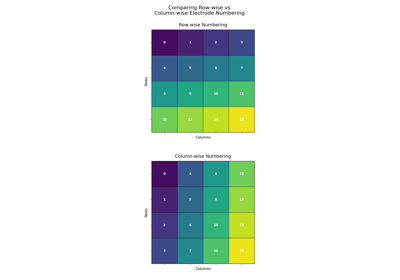 Comparing Row-wise vs
Column-wise Electrode Numbering
Row-wise Numbering
0 1 2 3
4 5 6 7
8 9 10 11
12 13 14 15
Rows
Columns
Column-wise Numbering
0 4 8 12
1 5 9 13
2 6 10 14
3 7 11 15
Rows
Columns